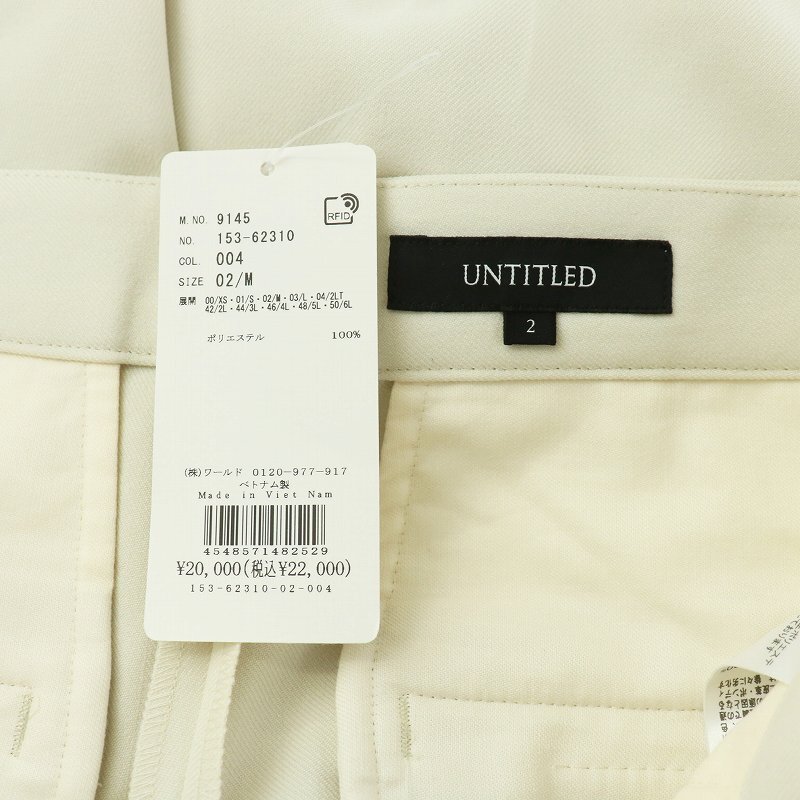 M.NO. 9145
RFID
NO. 153-62310
COL. 004
SIZE 02/M
展開 00/XS・01/S・02/M・03/L・04/2LT
42/2L・44/3L・46/4L・48/5L・50/6L
ポリエステル 100%
(株)ワールド 0120-977-917
ベトナム製
Made in Viet Nam
4548571482529
¥20,000(税込¥22,000)
153-62310-02-004
UNTITLED
2